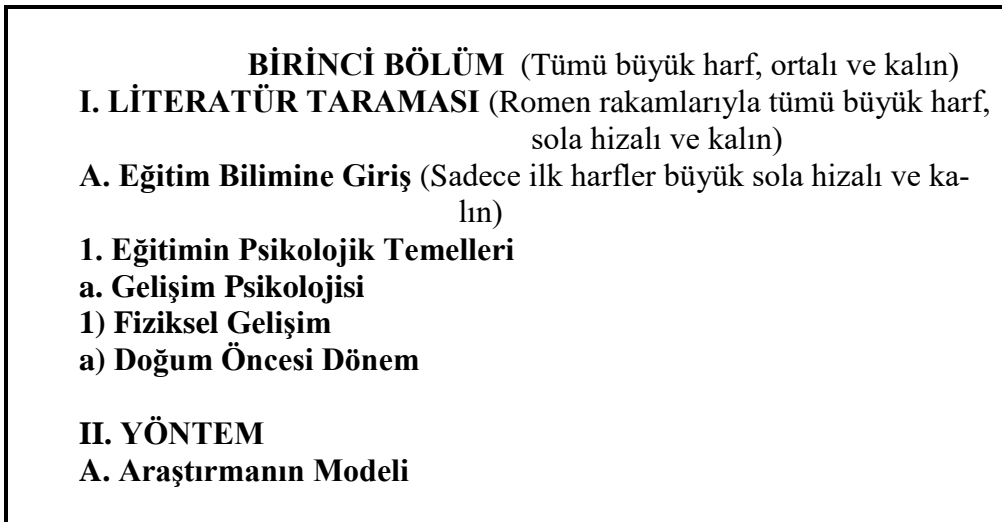 BİRİNCİ BÖLÜM (Tümü büyük harf, ortalı ve kalın)
I. LİTERATÜR TARAMASI (Romen rakamlarıyla tümü büyük harf,
sola hizalı ve kalın)
A. Eğitim Bilimine Giriş (Sadece ilk harfler büyük sola hizalı ve ka-
lın)
1. Eğitimin Psikolojik Temelleri
a. Gelişim Psikolojisi
1) Fiziksel Gelişim
a) Doğum Öncesi Dönem
II. YÖNTEM
A. Araştırmanın Modeli